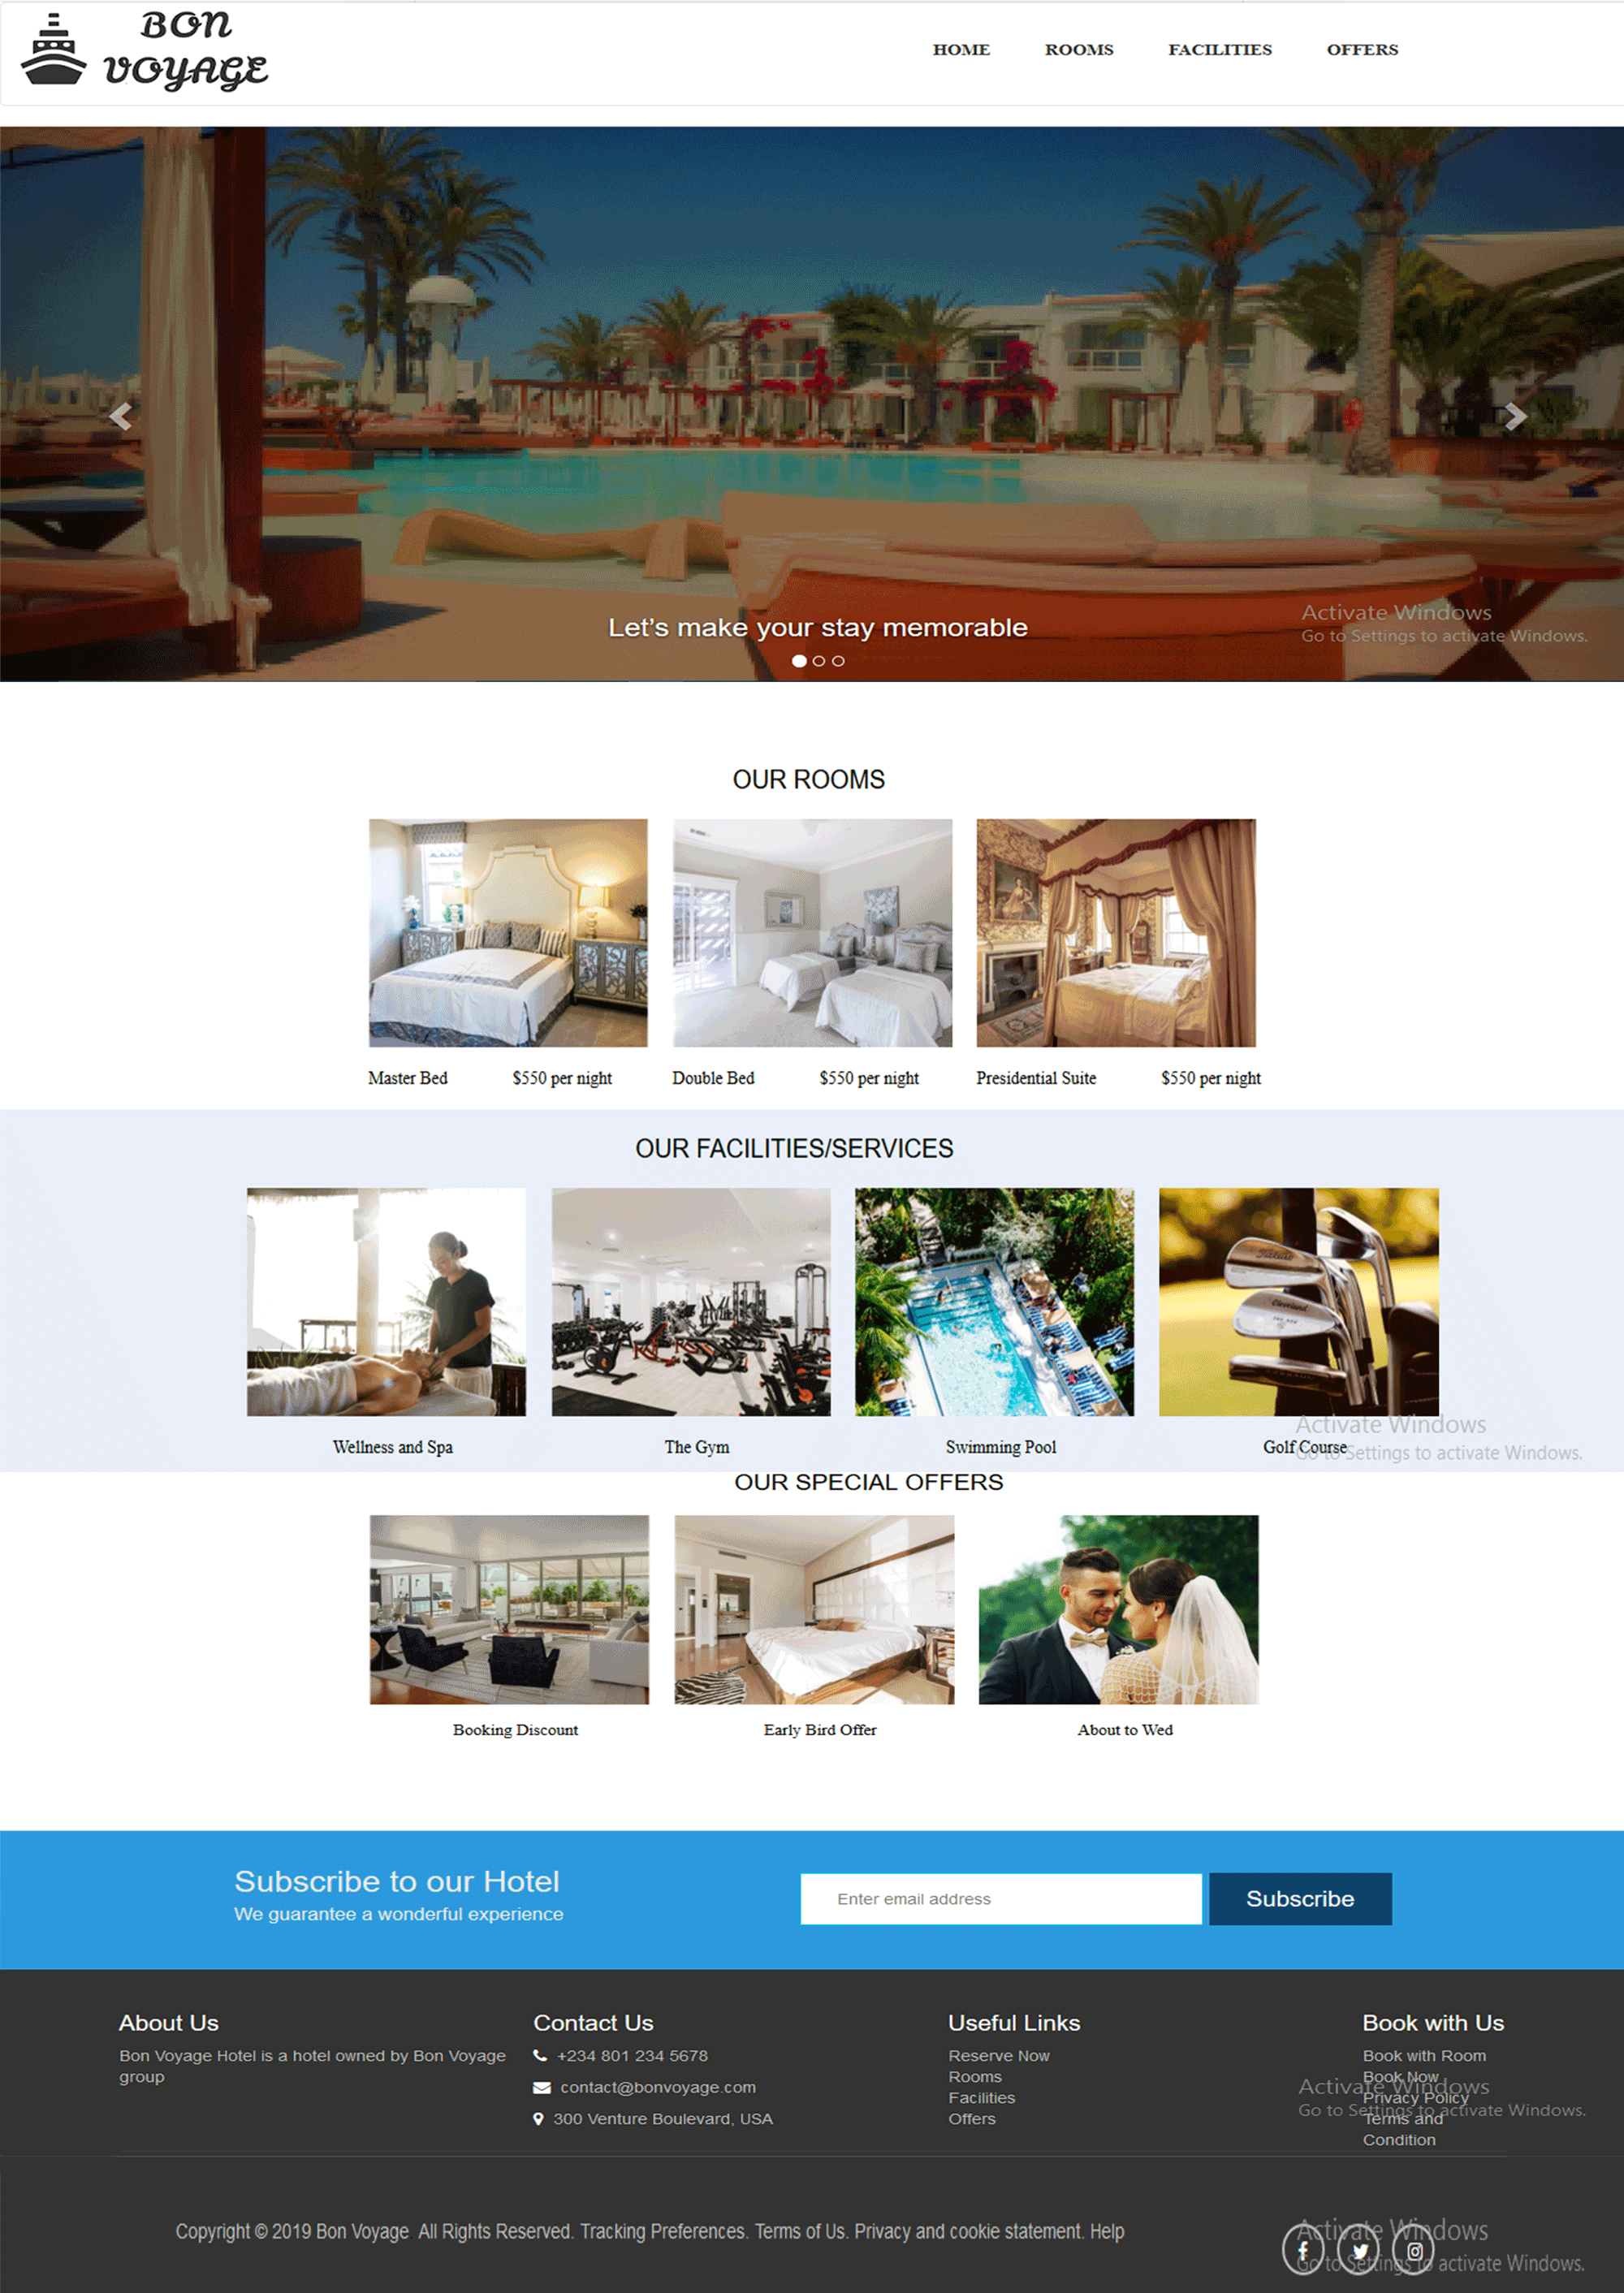 BON
VOYAGE
HOME ROOMS FACILITIES OFFERS
Let's make your stay memorable
Activate Windows
Go to Settings to activate Windows.
OUR ROOMS
Master Bed $550 per night Double Bed $550 per night Presidential Suite $550 per night
OUR FACILITIES/SERVICES
Titleist
Cleveland
Wellness and Spa The Gym Swimming Pool Golf Course
Activate Windows
Go to Settings to activate Windows.
OUR SPECIAL OFFERS
Booking Discount Early Bird Offer About to Wed
Subscribe to our Hotel
We guarantee a wonderful experience
Enter email address
Subscribe
About Us
Bon Voyage Hotel is a hotel owned by Bon Voyage
group
Contact Us
+234 801 234 5678
contact@bonvoyage.com
300 Venture Boulevard, USA
Useful Links
Reserve Now
Rooms
Facilities
Offers
Book with Us
Book with Room
Book Now
Privacy Policy
Terms and
Condition
Activate Windows
Go to Settings to activate Windows.
Copyright © 2019 Bon Voyage All Rights Reserved. Tracking Preferences. Terms of Us. Privacy and cookie statement. Help
Activate Windows
Go to Settings to activate Windows.